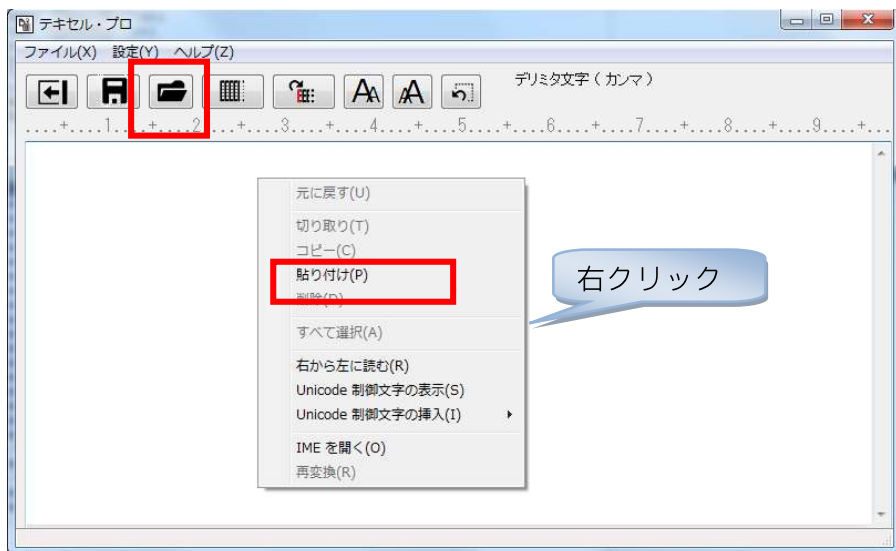 テキセル・プロ
ファイル(X) 設定(Y) ヘルプ(Z)
デリミタ文字 ( カンマ )
....+....1....+....2....+....3....+....4....+....5....+....6....+....7....+....8....+....9....+...
元に戻す(U)
切り取り(T)
コピー(C)
貼り付け(P)
削除(D)
すべて選択(A)
右から左に読む(R)
Unicode 制御文字の表示(S)
Unicode 制御文字の挿入(I)
IME を開く(O)
再変換(R)
右クリック